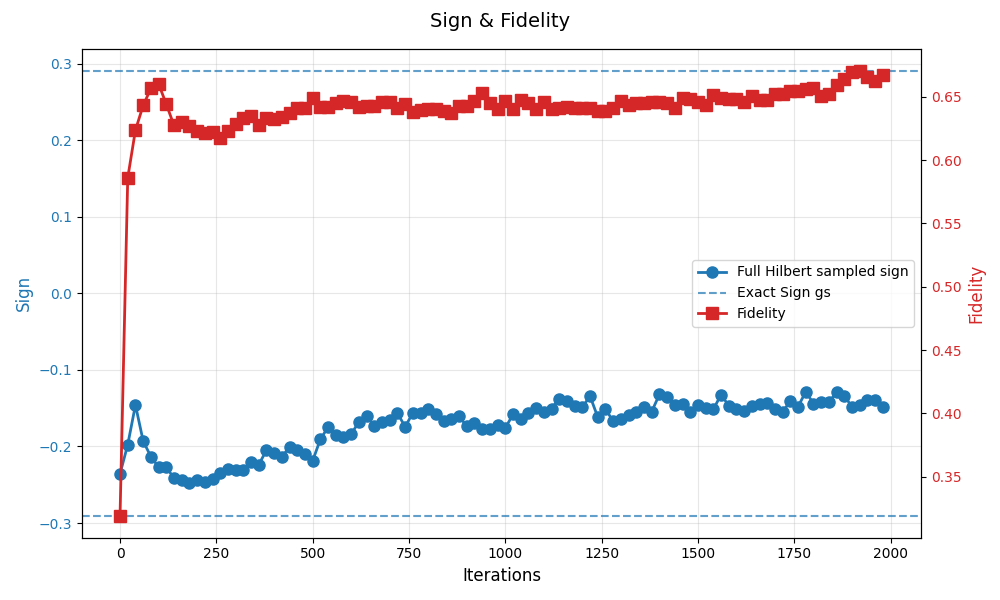 Sign & Fidelity
0.3
0.2
0.1
0.0
−0.1
−0.2
−0.3
Sign
0.65
0.60
0.55
0.50
0.45
0.40
0.35
Fidelity
Full Hilbert sampled sign
Exact Sign gs
Fidelity
0 250 500 750 1000 1250 1500 1750 2000
Iterations